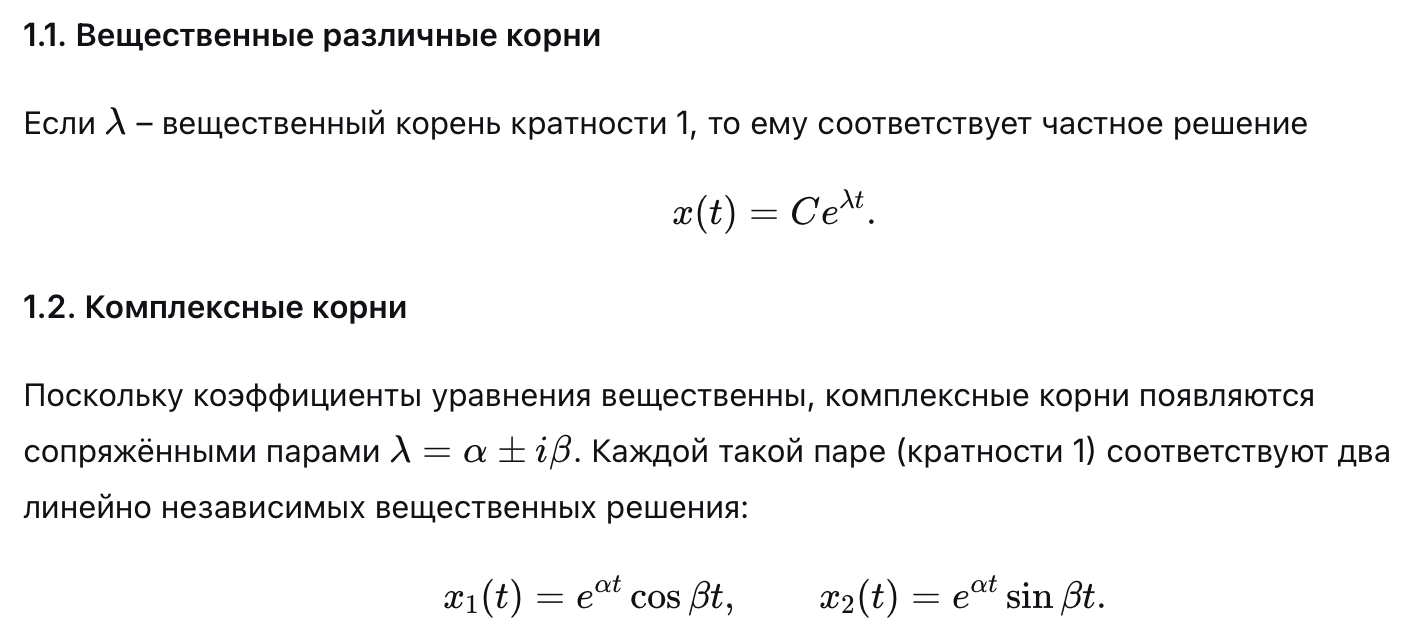 1.1. Вещественные различные корни
Если λ – вещественный корень кратности 1, то ему соответствует частное решение
x(t) = Ce^{λt}.
1.2. Комплексные корни
Поскольку коэффициенты уравнения вещественны, комплексные корни появляются
сопряжёнными парами λ = α ± iβ. Каждой такой паре (кратности 1) соответствуют два
линейно независимых вещественных решения:
x₁(t) = e^{αt} cos βt, x₂(t) = e^{αt} sin βt.